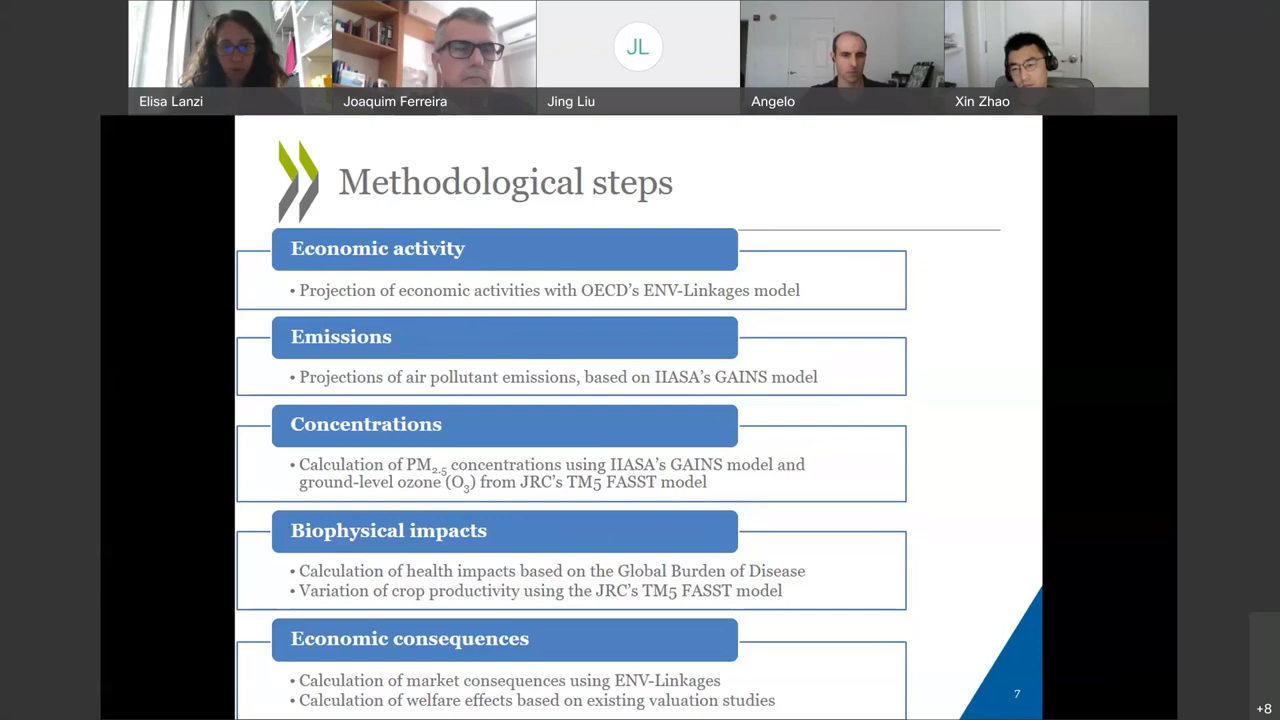 JL
Elisa Lanzi
Joaquim Ferreira
Jing Liu
Angelo
Xin Zhao
Methodological steps
Economic activity
• Projection of economic activities with OECD’s ENV-Linkages model
Emissions
• Projections of air pollutant emissions, based on IIASA’s GAINS model
Concentrations
• Calculation of PM2.5 concentrations using IIASA’s GAINS model and
ground-level ozone (O3) from JRC’s TM5 FASST model
Biophysical impacts
• Calculation of health impacts based on the Global Burden of Disease
• Variation of crop productivity using the JRC’s TM5 FASST model
Economic consequences
• Calculation of market consequences using ENV-Linkages
• Calculation of welfare effects based on existing valuation studies
7
+8